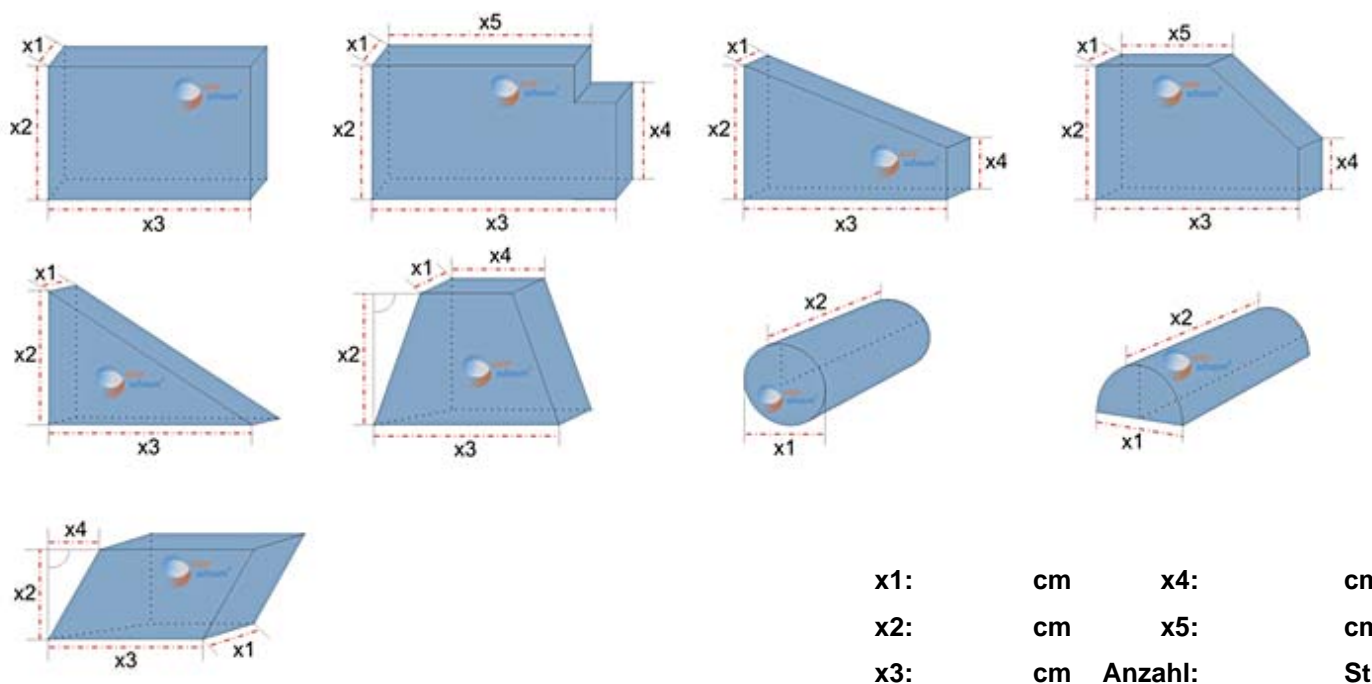 x1 x2 x3
x1 x5 x2 x4 x3
x1 x2 x4 x3
x1 x5 x2 x4 x3
x1 x2 x3
x1 x4 x2 x3
x2 x1
x2 x1
x4 x2 x3 x1
x1: cm x4: cm
x2: cm x5: cm
x3: cm Anzahl: St